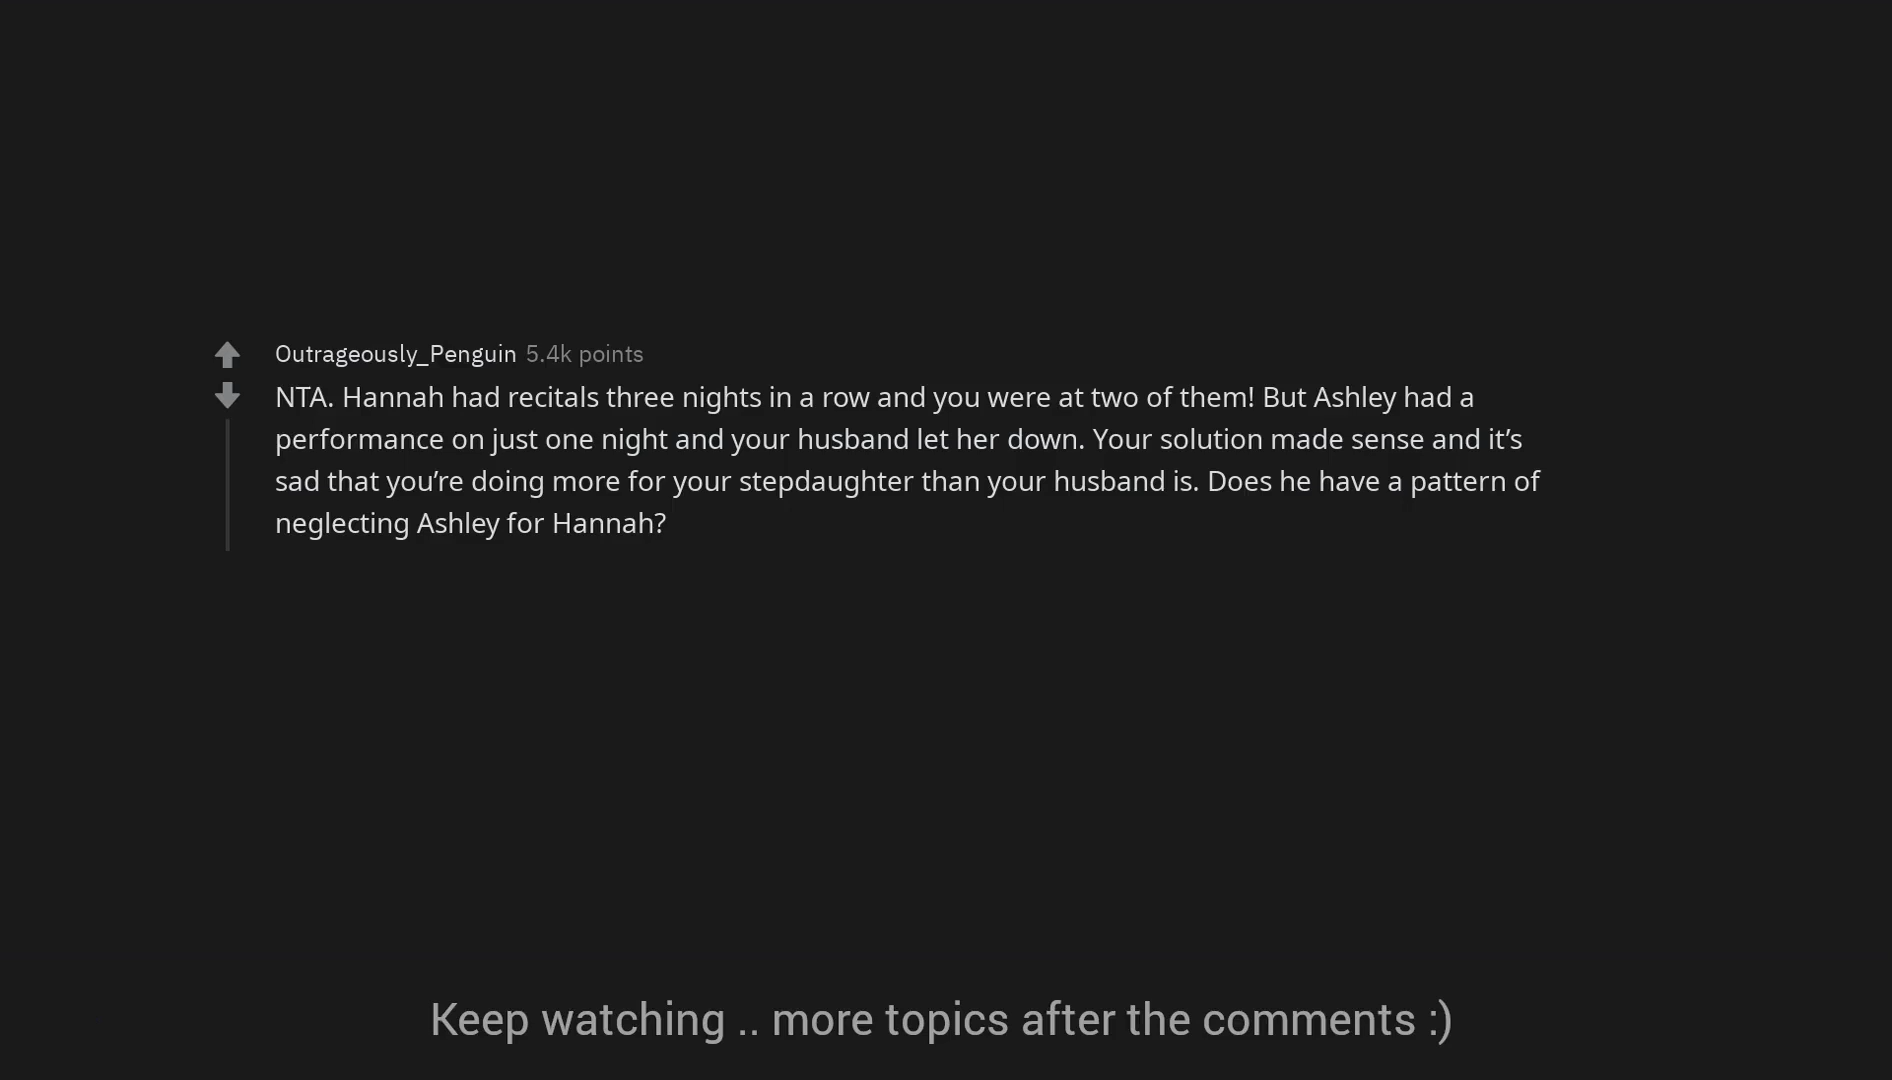 Outrageously_Penguin 5.4k points
NTA. Hannah had recitals three nights in a row and you were at two of them! But Ashley had a
performance on just one night and your husband let her down. Your solution made sense and it’s
sad that you’re doing more for your stepdaughter than your husband is. Does he have a pattern of
neglecting Ashley for Hannah?
Keep watching .. more topics after the comments :)